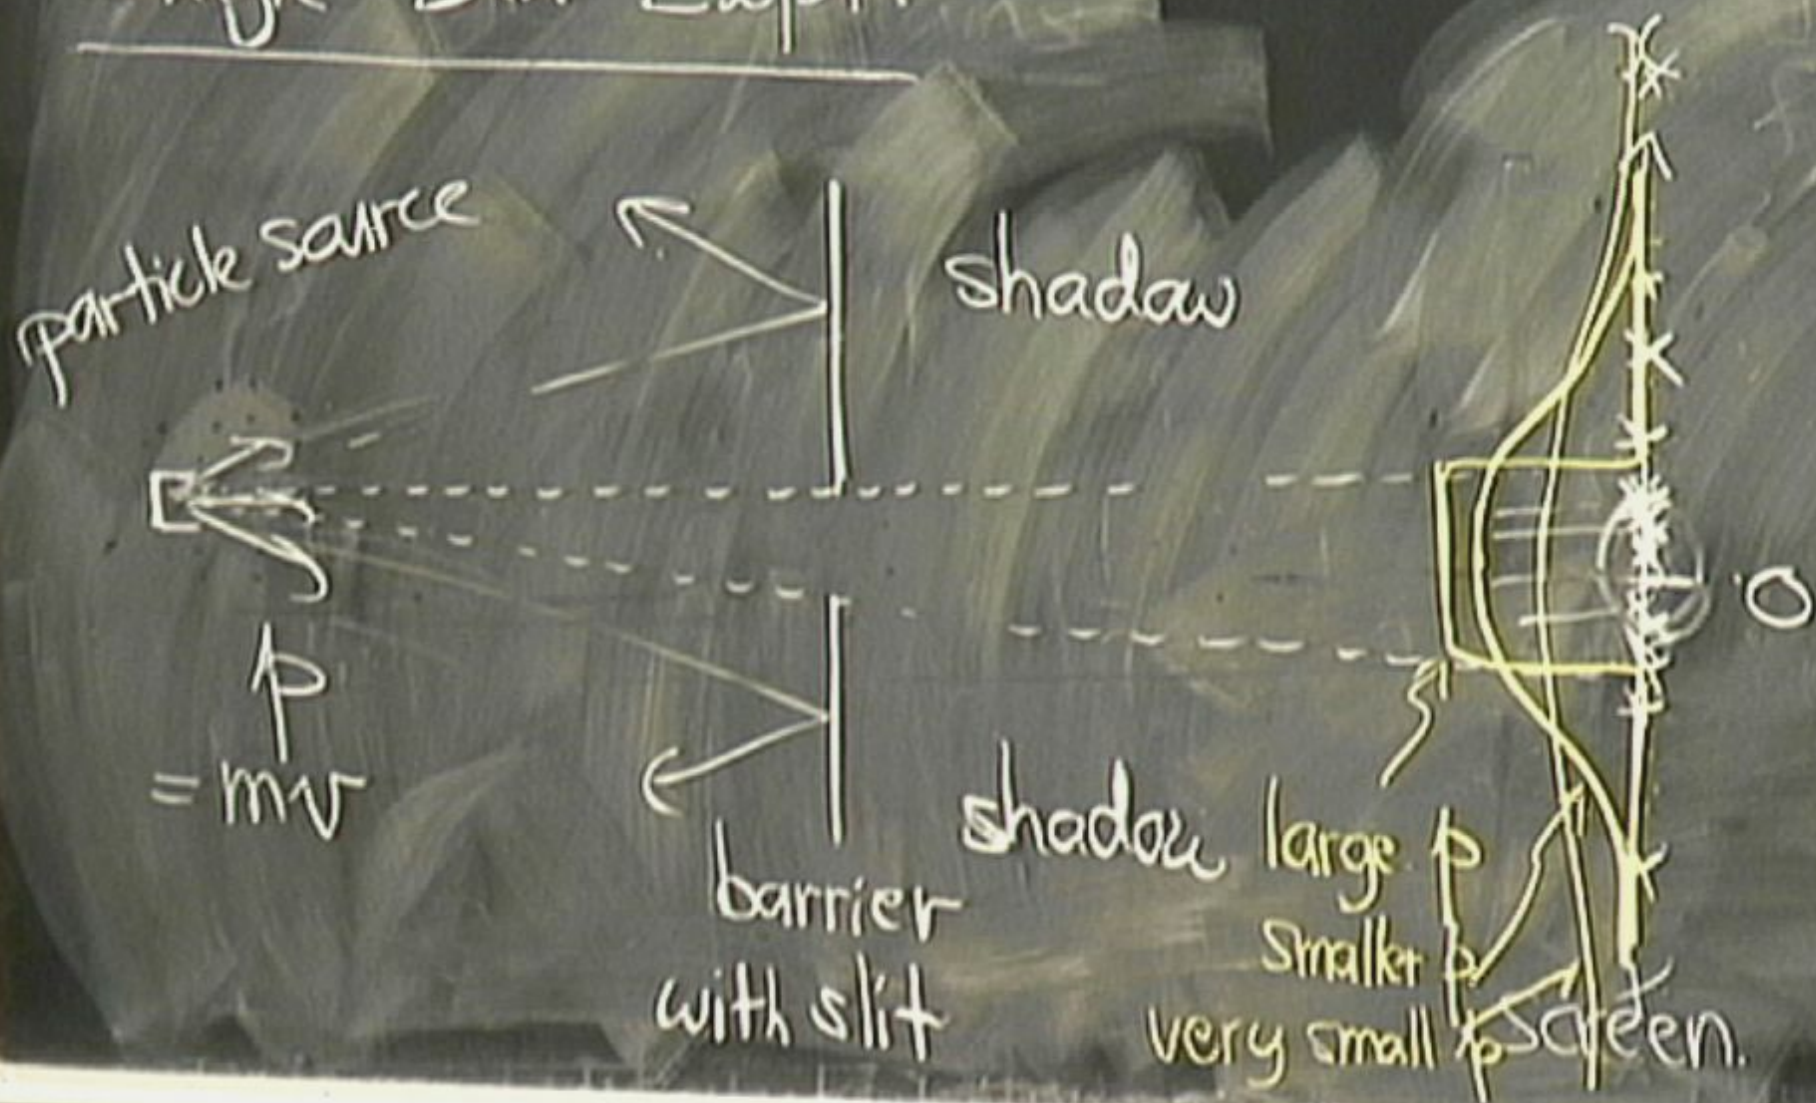 particle source
shadow
p
= mv
barrier
with slit
shadow
large p
smaller p
very small p
screen.
0